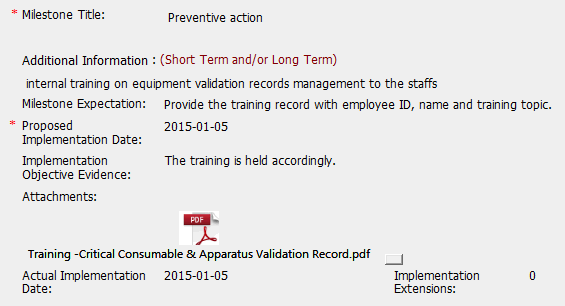 * Milestone Title: Preventive action
Additional Information : (Short Term and/or Long Term)
internal training on equipment validation records management to the staffs
Milestone Expectation: Provide the training record with employee ID, name and training topic.
* Proposed 2015-01-05
Implementation Date:
Implementation The training is held accordingly.
Objective Evidence:
Attachments:
PDF
Training -Critical Consumable & Apparatus Validation Record.pdf
Actual Implementation 2015-01-05 Implementation 0
Date: Extensions: